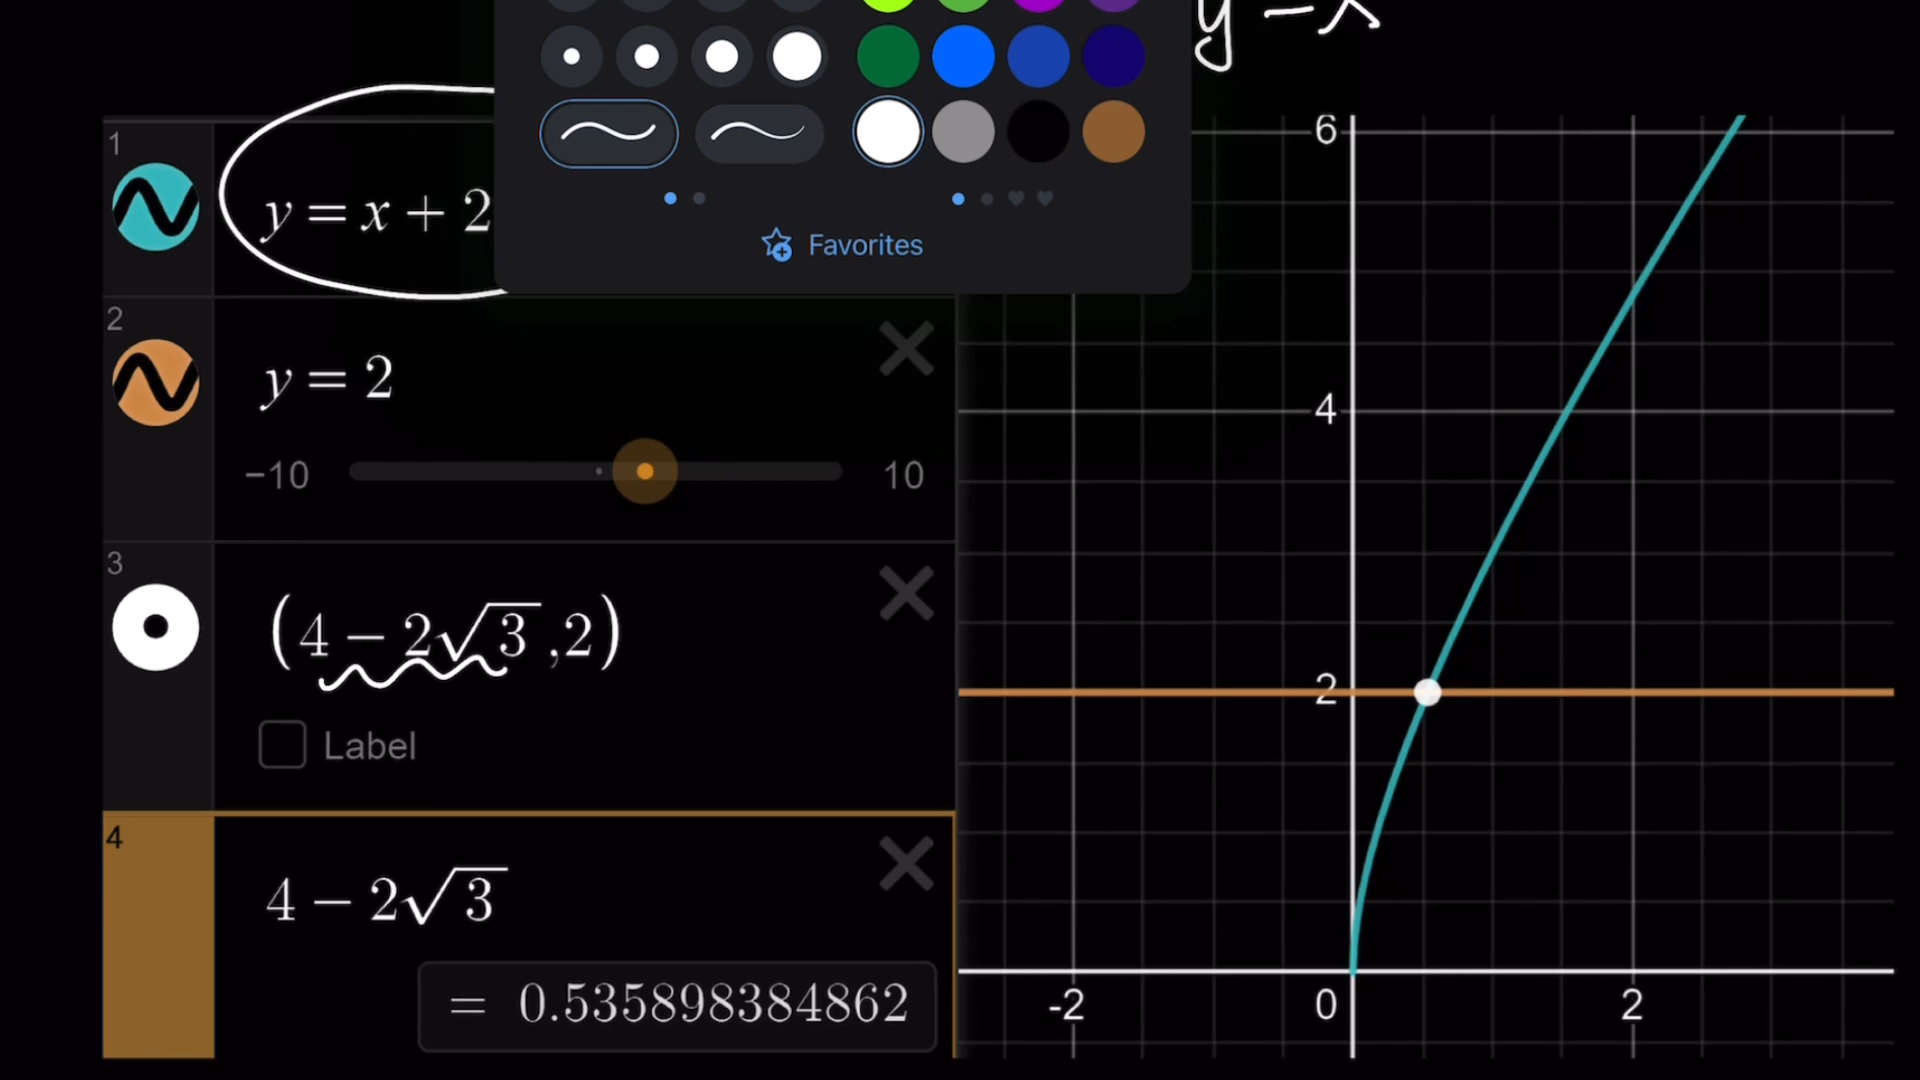 y = x
1
y = x + 2
Favorites
2
y = 2
−10
10
3
(4 − 2√3 ,2)
Label
4
4 − 2√3
= 0.535898384862
6
4
2
-2
0
2